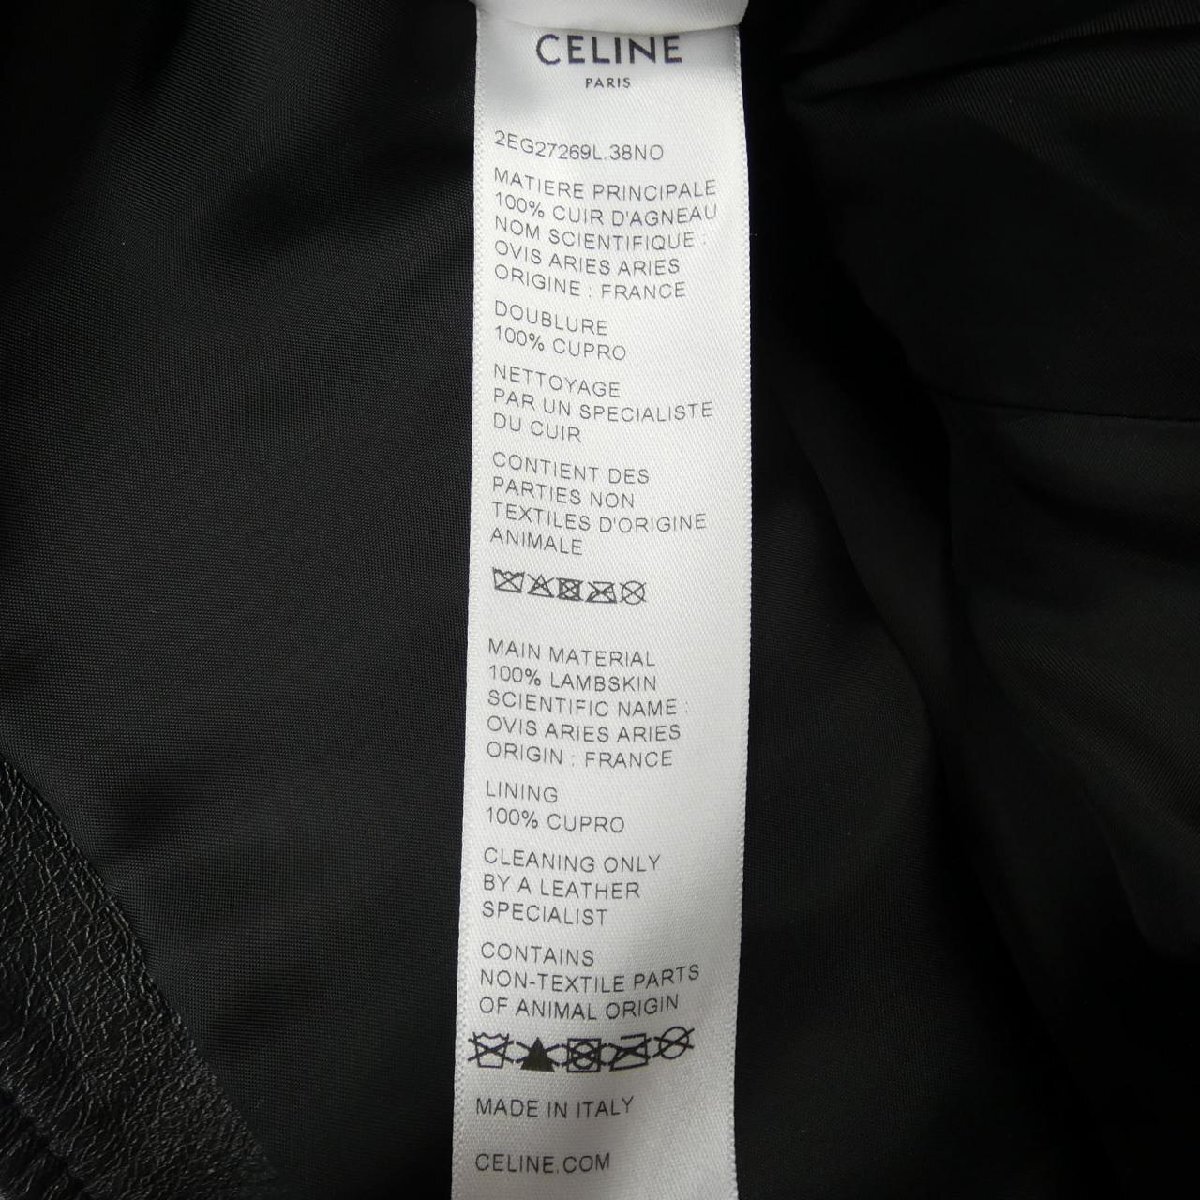 CELINE
PARIS
2EG27269L.38NO
MATIERE PRINCIPALE
100% CUIR D'AGNEAU
NOM SCIENTIFIQUE :
OVIS ARIES ARIES
ORIGINE : FRANCE
DOUBLURE
100% CUPRO
NETTOYAGE
PAR UN SPECIALISTE
DU CUIR
CONTIENT DES
PARTIES NON
TEXTILES D'ORIGINE
ANIMALE
MAIN MATERIAL
100% LAMBSKIN
SCIENTIFIC NAME :
OVIS ARIES ARIES
ORIGIN : FRANCE
LINING
100% CUPRO
CLEANING ONLY
BY A LEATHER
SPECIALIST
CONTAINS
NON-TEXTILE PARTS
OF ANIMAL ORIGIN
MADE IN ITALY
CELINE.COM